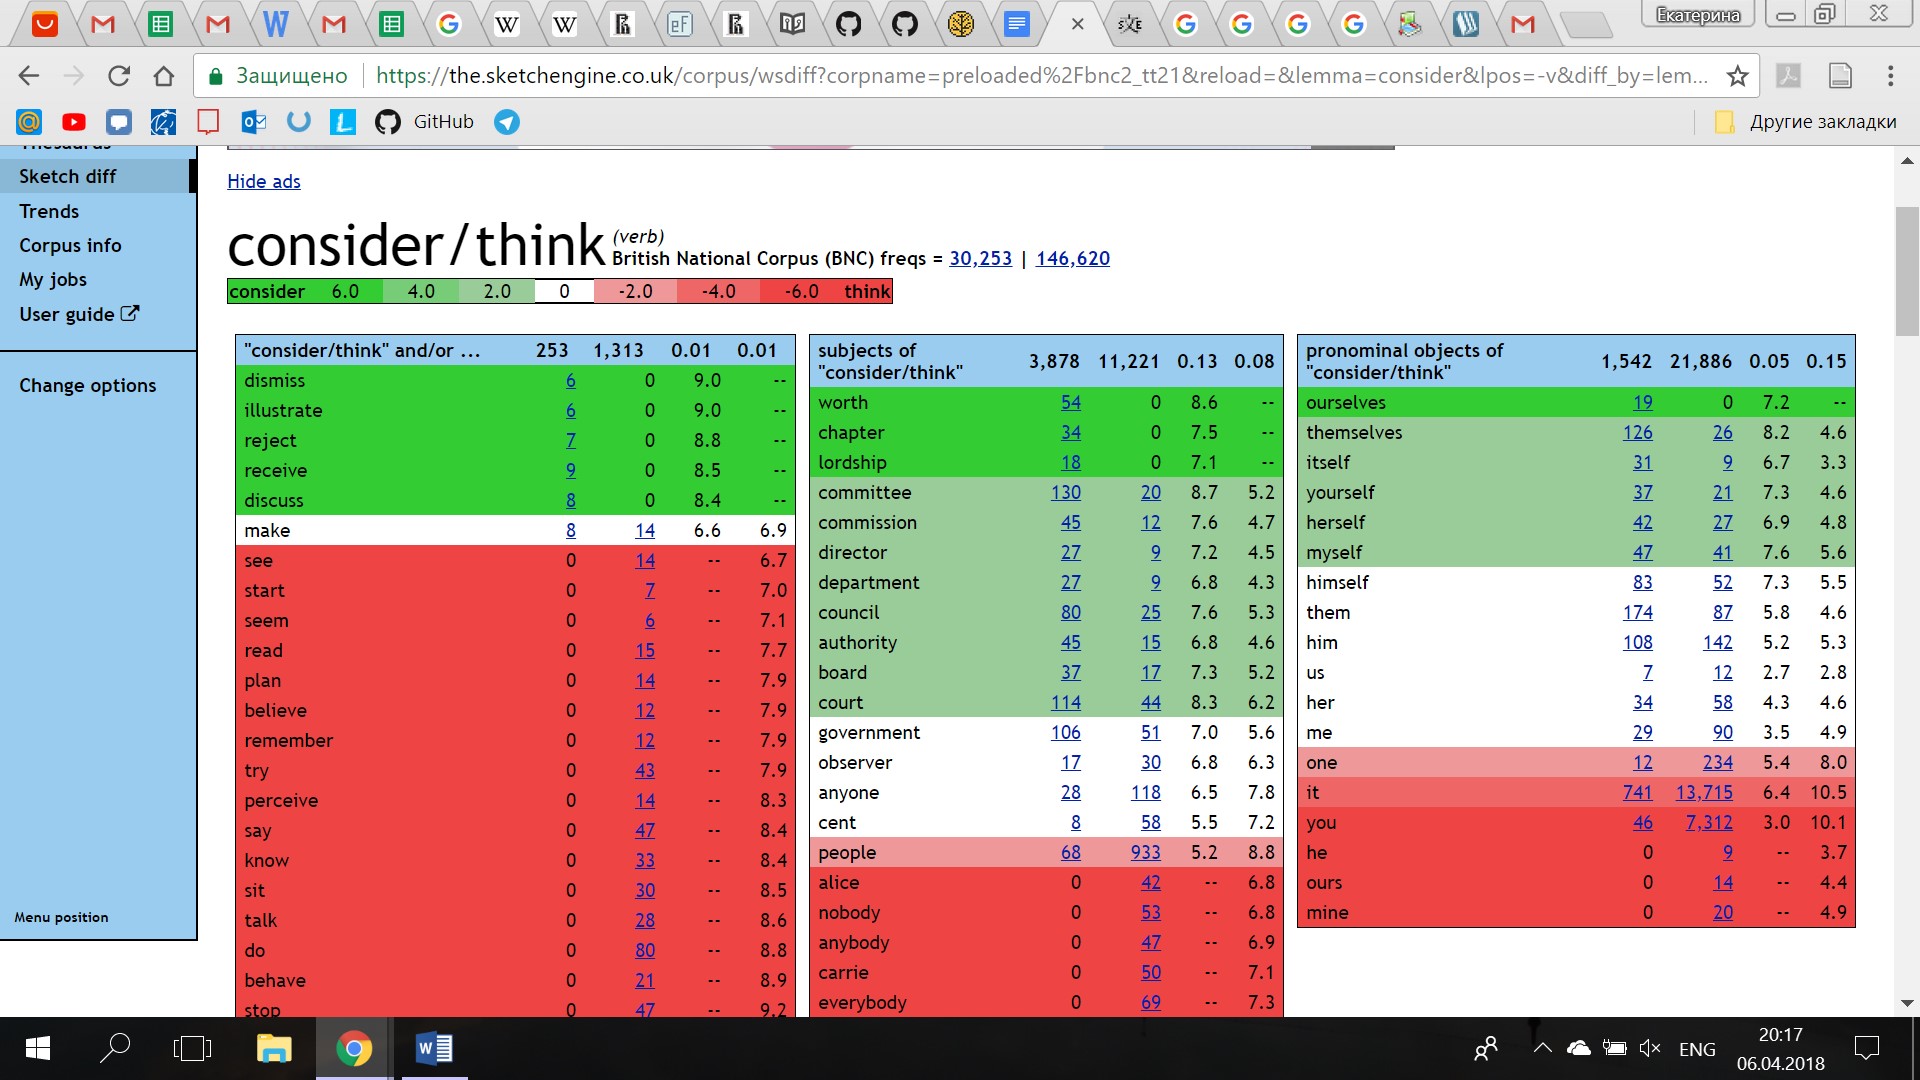 Екатерина
Защищено https://the.sketchengine.co.uk/corpus/wsdiff?corpname=preloaded%2Fbnc2_tt21&reload=&lemma=consider&lpos=-v&diff_by=lem...
GitHub
Другие закладки
Thesaurus
Sketch diff
Trends
Corpus info
My jobs
User guide
Change options
Menu position
Hide ads
consider/think (verb)
British National Corpus (BNC) freqs = 30,253 | 146,620
consider 6.0 4.0 2.0 0 -2.0 -4.0 -6.0 think
"consider/think" and/or ... 253 1,313 0.01 0.01
dismiss 6 0 9.0 --
illustrate 6 0 9.0 --
reject 7 0 8.8 --
receive 9 0 8.5 --
discuss 8 0 8.4 --
make 8 14 6.6 6.9
see 0 14 -- 6.7
start 0 7 -- 7.0
seem 0 6 -- 7.1
read 0 15 -- 7.7
plan 0 14 -- 7.9
believe 0 12 -- 7.9
remember 0 12 -- 7.9
try 0 43 -- 7.9
perceive 0 14 -- 8.3
say 0 47 -- 8.4
know 0 33 -- 8.4
sit 0 30 -- 8.5
talk 0 28 -- 8.6
do 0 80 -- 8.8
behave 0 21 -- 8.9
stop 0 47 -- 9.2
subjects of
"consider/think" 3,878 11,221 0.13 0.08
worth 54 0 8.6 --
chapter 34 0 7.5 --
lordship 18 0 7.1 --
committee 130 20 8.7 5.2
commission 45 12 7.6 4.7
director 27 9 7.2 4.5
department 27 9 6.8 4.3
council 80 25 7.6 5.3
authority 45 15 6.8 4.6
board 37 17 7.3 5.2
court 114 44 8.3 6.2
government 106 51 7.0 5.6
observer 17 30 6.8 6.3
anyone 28 118 6.5 7.8
cent 8 58 5.5 7.2
people 68 933 5.2 8.8
alice 0 42 -- 6.8
nobody 0 53 -- 6.8
anybody 0 47 -- 6.9
carrie 0 50 -- 7.1
everybody 0 69 -- 7.3
pronominal objects of
"consider/think" 1,542 21,886 0.05 0.15
ourselves 19 0 7.2 --
themselves 126 26 8.2 4.6
itself 31 9 6.7 3.3
yourself 37 21 7.3 4.6
herself 42 27 6.9 4.8
myself 47 41 7.6 5.6
himself 83 52 7.3 5.5
them 174 87 5.8 4.6
him 108 142 5.2 5.3
us 7 12 2.7 2.8
her 34 58 4.3 4.6
me 29 90 3.5 4.9
one 12 234 5.4 8.0
it 741 13,715 6.4 10.5
you 46 7,312 3.0 10.1
he 0 9 -- 3.7
ours 0 14 -- 4.4
mine 0 20 -- 4.9
ENG
20:17
06.04.2018